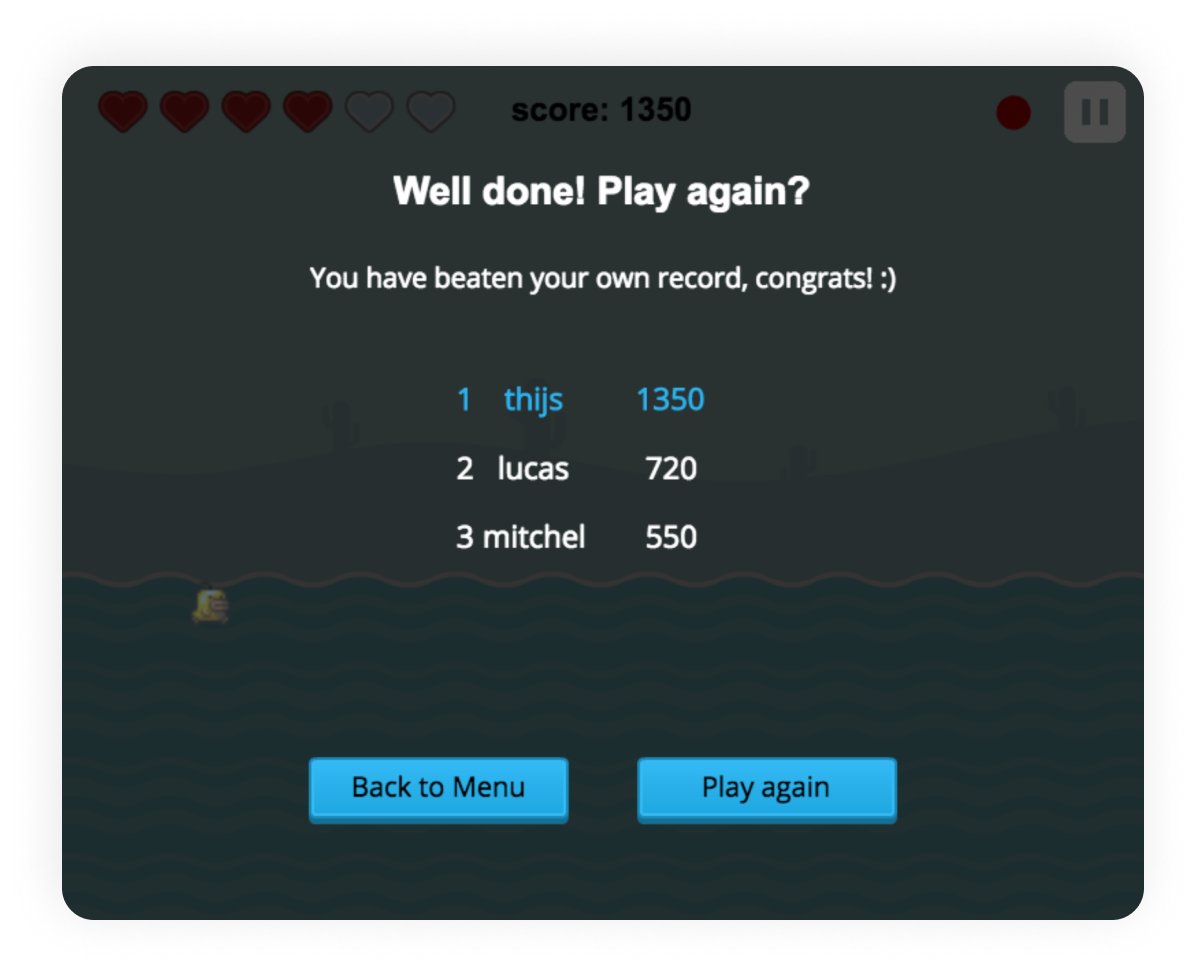 score: 1350
Well done! Play again?
You have beaten your own record, congrats! :)
1 thijs 1350
2 lucas 720
3 mitchel 550
Back to Menu
Play again